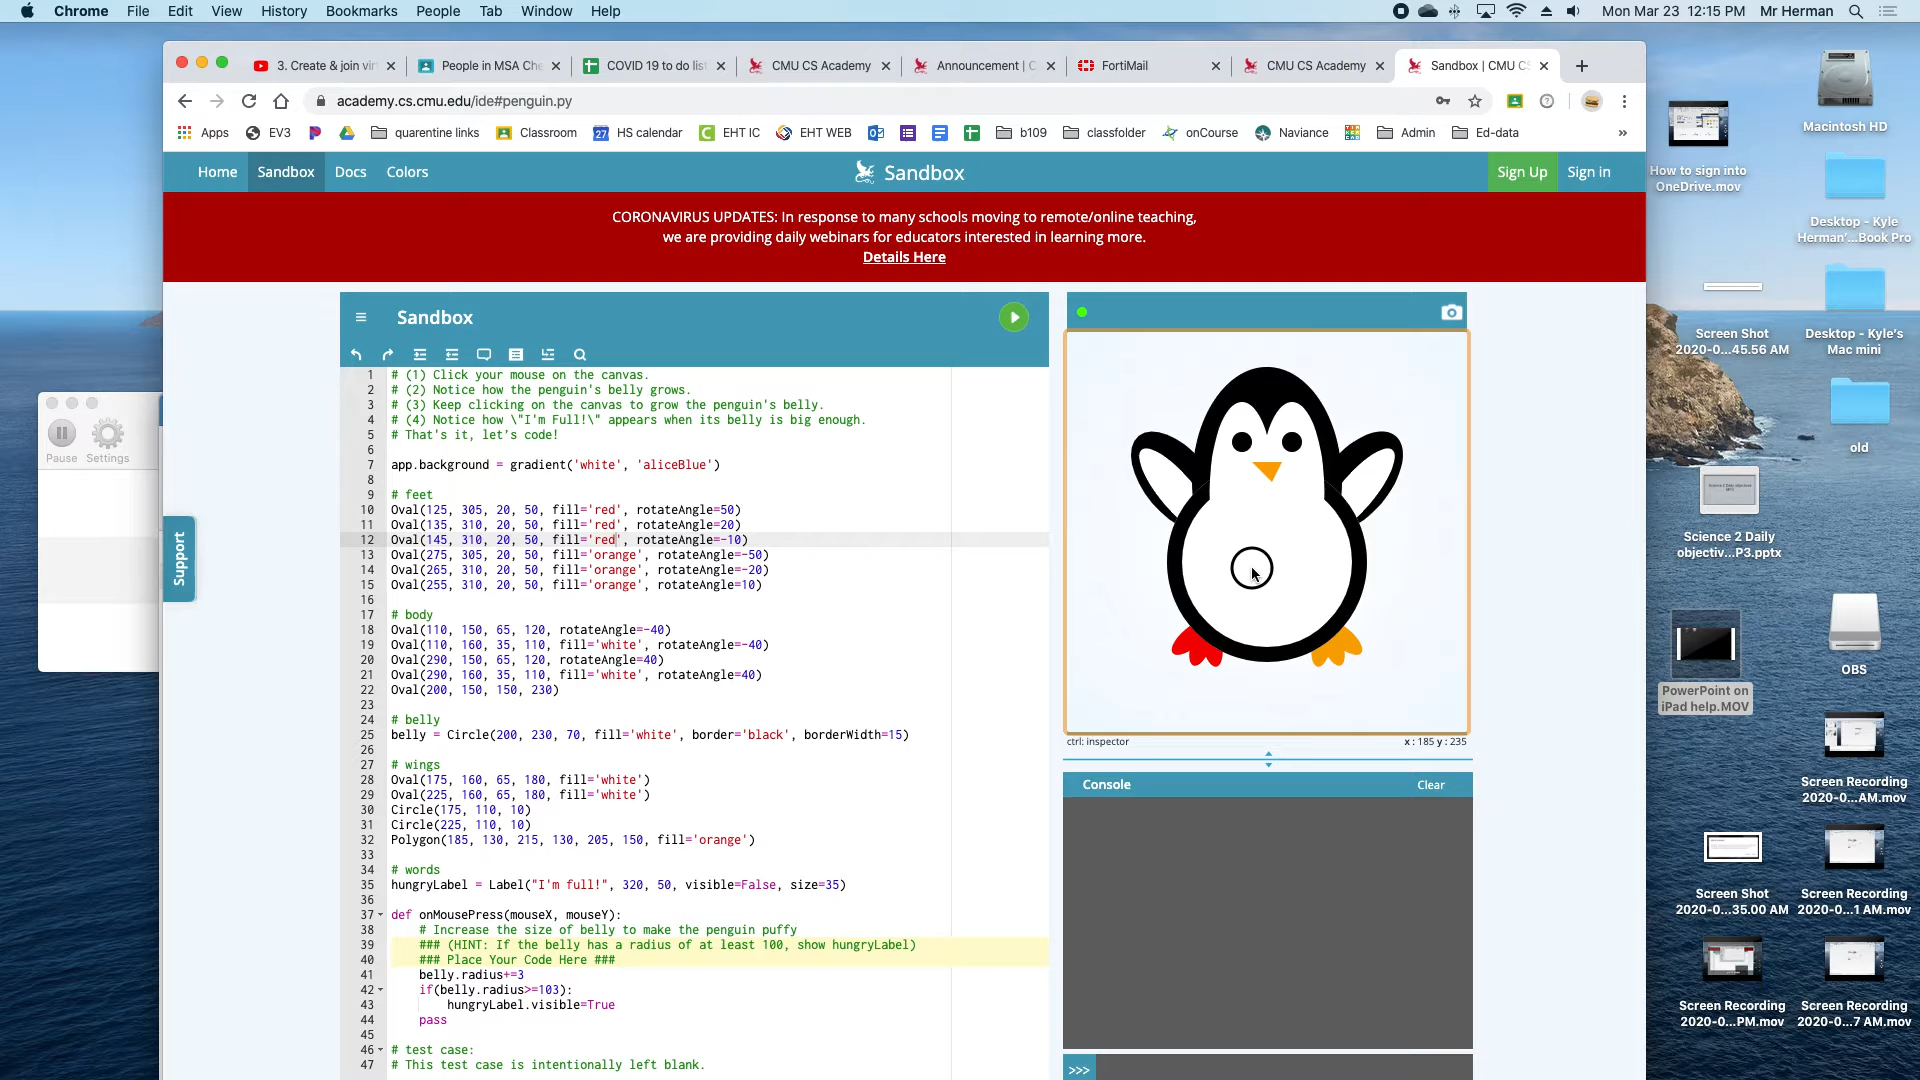 Chrome File Edit View History Bookmarks People Tab Window Help
Mon Mar 23 12:15 PM Mr Herman
3. Create & join vir
People in MSA Che
COVID 19 to do list
CMU CS Academy
Announcement | C
FortiMail
CMU CS Academy
Sandbox | CMU CS
academy.cs.cmu.edu/ide#penguin.py
Apps EV3 quarentine links Classroom 27 HS calendar EHT IC EHT WEB b109 classfolder onCourse Naviance Admin Ed-data »
Home Sandbox Docs Colors
Sandbox
Sign Up Sign in
CORONAVIRUS UPDATES: In response to many schools moving to remote/online teaching,
we are providing daily webinars for educators interested in learning more.
Details Here
Sandbox
1 # (1) Click your mouse on the canvas.
2 # (2) Notice how the penguin's belly grows.
3 # (3) Keep clicking on the canvas to grow the penguin's belly.
4 # (4) Notice how \"I'm Full!\" appears when its belly is big enough.
5 # That's it, let's code!
6
7 app.background = gradient('white', 'aliceBlue')
8
9 # feet
10 Oval(125, 305, 20, 50, fill='red', rotateAngle=50)
11 Oval(135, 310, 20, 50, fill='red', rotateAngle=20)
12 Oval(145, 310, 20, 50, fill='red', rotateAngle=-10)
13 Oval(275, 305, 20, 50, fill='orange', rotateAngle=-50)
14 Oval(265, 310, 20, 50, fill='orange', rotateAngle=-20)
15 Oval(255, 310, 20, 50, fill='orange', rotateAngle=10)
16
17 # body
18 Oval(110, 150, 65, 120, rotateAngle=-40)
19 Oval(110, 160, 35, 110, fill='white', rotateAngle=-40)
20 Oval(290, 150, 65, 120, rotateAngle=40)
21 Oval(290, 160, 35, 110, fill='white', rotateAngle=40)
22 Oval(200, 150, 150, 230)
23
24 # belly
25 belly = Circle(200, 230, 70, fill='white', border='black', borderWidth=15)
26
27 # wings
28 Oval(175, 160, 65, 180, fill='white')
29 Oval(225, 160, 65, 180, fill='white')
30 Circle(175, 110, 10)
31 Circle(225, 110, 10)
32 Polygon(185, 130, 215, 130, 205, 150, fill='orange')
33
34 # words
35 hungryLabel = Label("I'm full!", 320, 50, visible=False, size=35)
36
37 def onMousePress(mouseX, mouseY):
38 # Increase the size of belly to make the penguin puffy
39 ### (HINT: If the belly has a radius of at least 100, show hungryLabel)
40 ### Place Your Code Here ###
41 belly.radius+=3
42 if(belly.radius>=103):
43 hungryLabel.visible=True
44 pass
45
46 # test case:
47 # This test case is intentionally left blank.
ctrl: inspector
x: 185 y: 235
Console Clear
>>>
Support
Pause Settings
Macintosh HD
How to sign into
OneDrive.mov
Desktop - Kyle
Herman'...Book Pro
Screen Shot
2020-0...45.56 AM
Desktop - Kyle's
Mac mini
old
Science 2 Daily
objectiv...P3.pptx
OBS
PowerPoint on
iPad help.MOV
Screen Recording
2020-0...AM.mov
Screen Shot
2020-0...35.00 AM
Screen Recording
2020-0...1 AM.mov
Screen Recording
2020-0...PM.mov
Screen Recording
2020-0...7 AM.mov